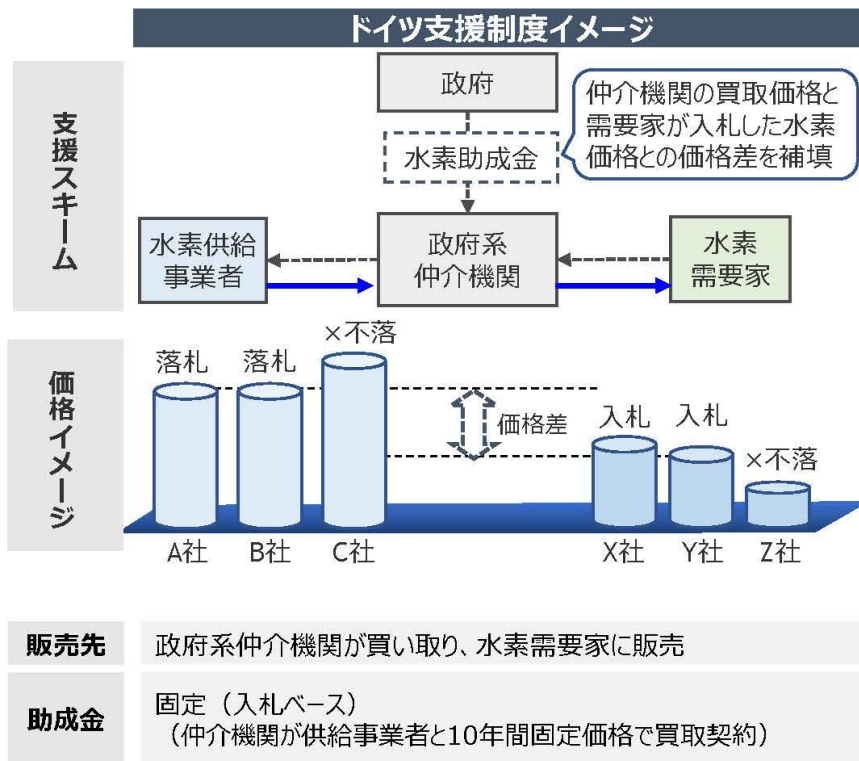 ドイツ支援制度イメージ
支援スキーム
政府
水素助成金
仲介機関の買取価格と
需要家が入札した水素
価格との価格差を補填
水素供給
事業者
政府系
仲介機関
水素
需要家
価格イメージ
落札
落札
×不落
価格差
入札
入札
×不落
A社
B社
C社
X社
Y社
Z社
販売先
政府系仲介機関が買い取り、水素需要家に販売
助成金
固定（入札ベース）
（仲介機関が供給事業者と10年間固定価格で買取契約）